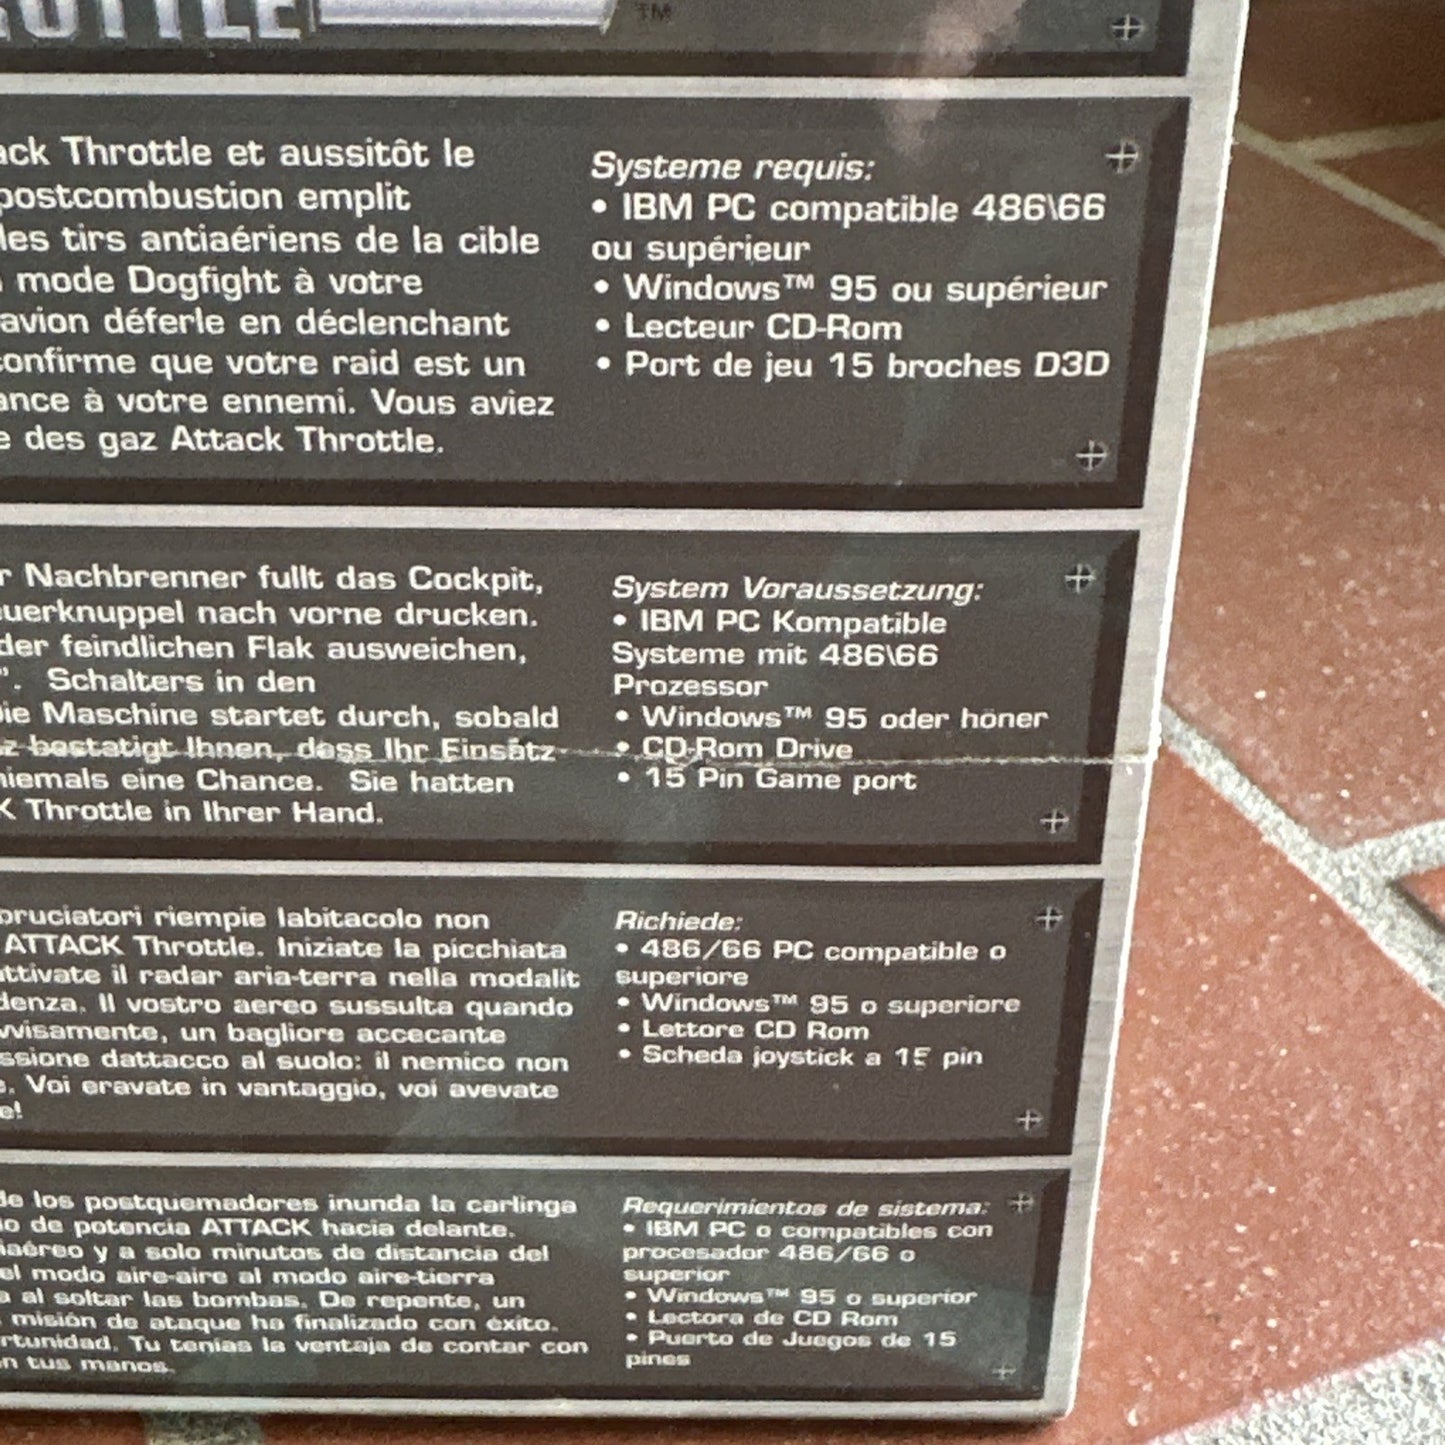 THROTTLE ™
ack Throttle et aussitôt le
postcombustion emplit
les tirs antiaériens de la cible
mode Dogfight à votre
avion déferle en déclenchant
confirme que votre raid est un
ance à votre ennemi. Vous aviez
e des gaz Attack Throttle.
Systeme requis:
• IBM PC compatible 486\66
ou supérieur
• Windows™ 95 ou supérieur
• Lecteur CD-Rom
• Port de jeu 15 broches D3D
r Nachbrenner fullt das Cockpit,
uerknuppel nach vorne drucken.
der feindlichen Flak ausweichen,
". Schalters in den
Die Maschine startet durch, sobald
z bestatigt Ihnen, dass Ihr Einsatz
niemals eine Chance. Sie hatten
K Throttle in Ihrer Hand.
System Voraussetzung:
• IBM PC Kompatible
Systeme mit 486\66
Prozessor
• Windows™ 95 oder honer
• CD-Rom Drive
• 15 Pin Game port
bruciatori riempie labitacolo non
ATTACK Throttle. Iniziate la picchiata
attivate il radar aria-terra nella modalit
denza. Il vostro aereo sussulta quando
vvisamente, un bagliore accecante
ssione dattacco al suolo: il nemico non
e. Voi eravate in vantaggio, voi avevate
e!
Richiede:
• 486/66 PC compatible o
superiore
• Windows™ 95 o superiore
• Lettore CD Rom
• Scheda joystick a 15 pin
de los postquemadores inunda la carlinga
o de potencia ATTACK hacia delante.
iaéreo y a solo minutos de distancia del
el modo aire-aire al modo aire-tierra
a al soltar las bombas. De repente, un
misión de ataque ha finalizado con éxito.
rtunidad. Tu tenias la ventaja de contar con
n tus manos.
Requerimientos de sistema:
• IBM PC o compatibles con
procesador 486/66 o
superior
• Windows™ 95 o superior
• Lectora de CD Rom
• Puerto de Juegos de 15
pines